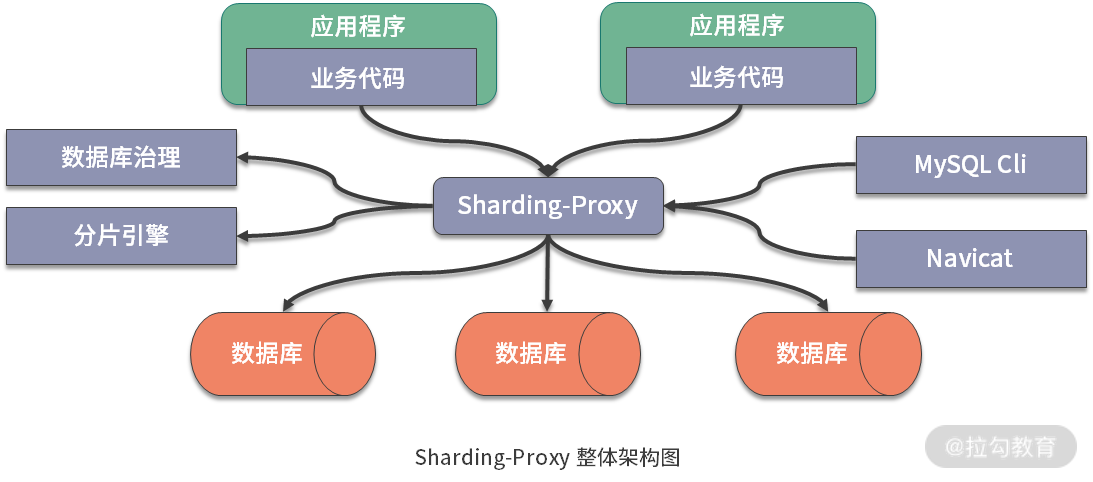 应用程序
业务代码
应用程序
业务代码
数据库治理
分片引擎
Sharding-Proxy
MySQL Cli
Navicat
数据库
数据库
数据库
Sharding-Proxy 整体架构图
@拉勾教育